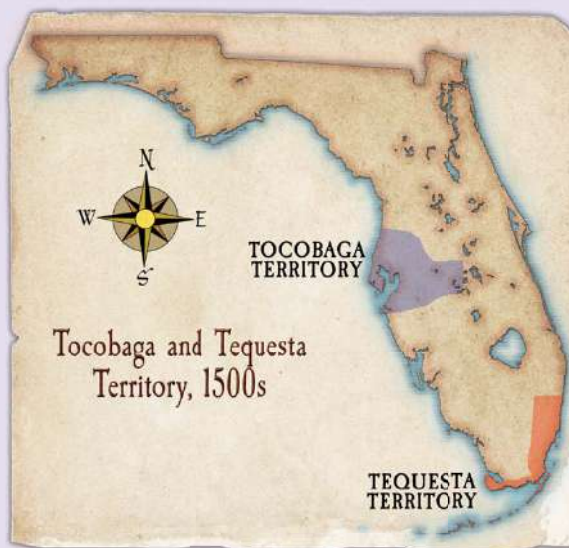 N
W E
S
TOCOBAGA
TERRITORY
Tocobaga and Tequesta
Territory, 1500s
TEQUESTA
TERRITORY